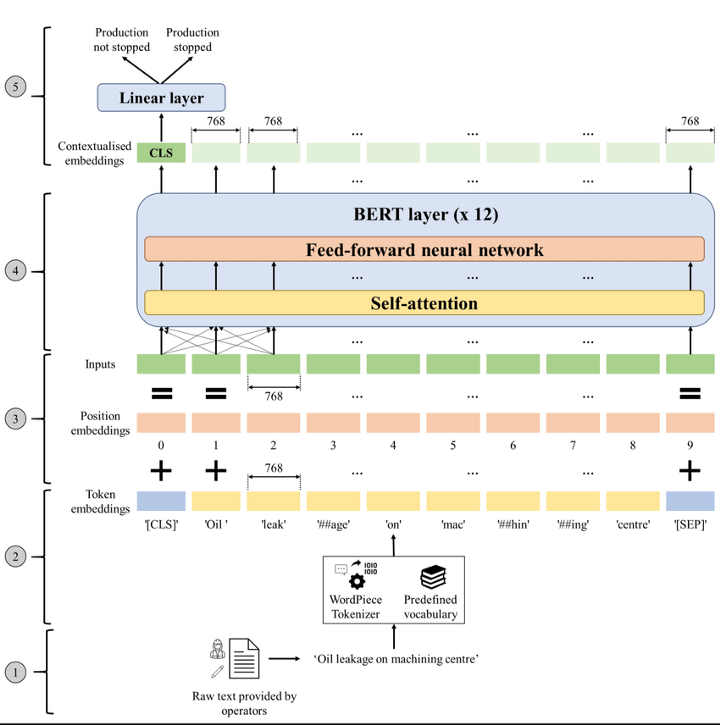 Production not stopped
Production stopped
5
Linear layer
768
768
...
...
...
768
Contextualised embeddings
CLS
...
...
...
BERT layer (x 12)
Feed-forward neural network
4
...
...
...
Self-attention
...
...
...
Inputs
768
...
...
...
3
Position embeddings
0
1
2
3
4
5
6
7
8
9
768
...
...
...
Token embeddings
'[CLS]'
'Oil '
'leak'
'##age'
'on'
'mac'
'##hin'
'##ing'
'centre'
'[SEP]'
2
1010
1010
WordPiece Tokenizer
Predefined vocabulary
1
‘Oil leakage on machining centre’
Raw text provided by operators